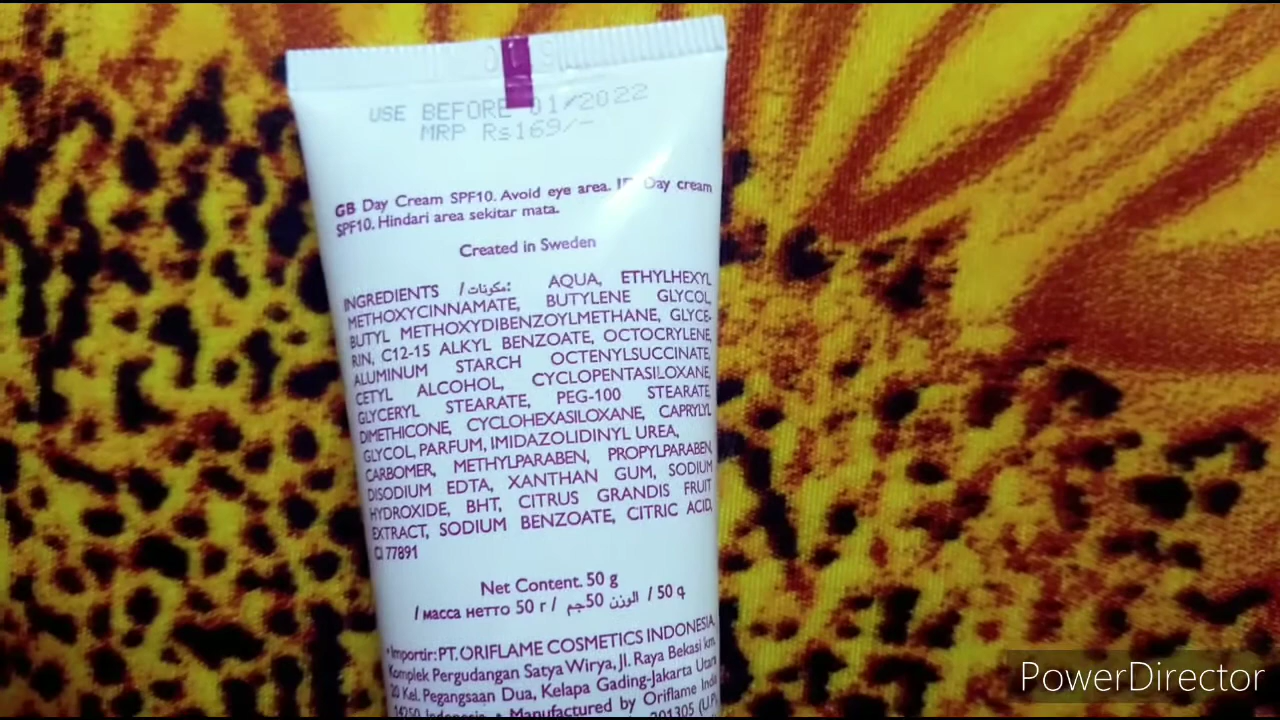 USE BEFORE 01/2022
MRP Rs169/-
GB Day Cream SPF10. Avoid eye area. Day cream
SPF10. Hindari area sekitar mata.
Created in Sweden
INGREDIENTS / مكونات: AQUA, ETHYLHEXYL
METHOXYCINNAMATE, BUTYLENE GLYCOL,
BUTYL METHOXYDIBENZOYLMETHANE, GLYCE-
RIN, C12-15 ALKYL BENZOATE, OCTOCRYLENE,
ALUMINUM STARCH OCTENYLSUCCINATE,
CETYL ALCOHOL, CYCLOPENTASILOXANE,
GLYCERYL STEARATE, PEG-100 STEARATE,
DIMETHICONE, CYCLOHEXASILOXANE, CAPRYLYL
GLYCOL, PARFUM, IMIDAZOLIDINYL UREA,
CARBOMER, METHYLPARABEN, PROPYLPARABEN,
DISODIUM EDTA, XANTHAN GUM, SODIUM
HYDROXIDE, BHT, CITRUS GRANDIS FRUIT
EXTRACT, SODIUM BENZOATE, CITRIC ACID,
CI 77891
Net Content. 50 g
/ масса нетто 50 г / الوزن 50جم / 50 գ
• Importir: PT. ORIFLAME COSMETICS INDONESIA,
Komplek Pergudangan Satya Wirya, Jl. Raya Bekasi km
20 Kel. Pegangsaan Dua, Kelapa Gading-Jakarta Utara
14250 Indonesia. • Manufactured by Oriflame India
201305 (U.P.
PowerDirector